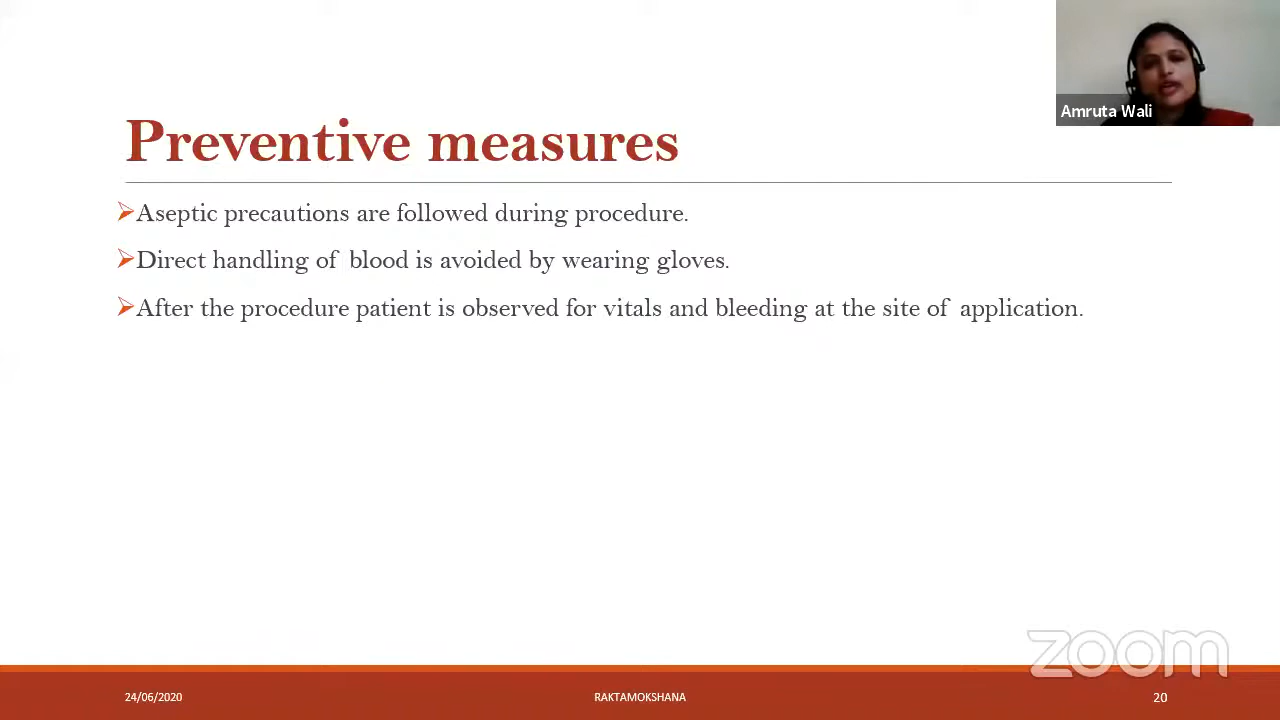 Amruta Wali
Preventive measures
Aseptic precautions are followed during procedure.
Direct handling of blood is avoided by wearing gloves.
After the procedure patient is observed for vitals and bleeding at the site of application.
zoom
24/06/2020
RAKTAMOKSHANA
20